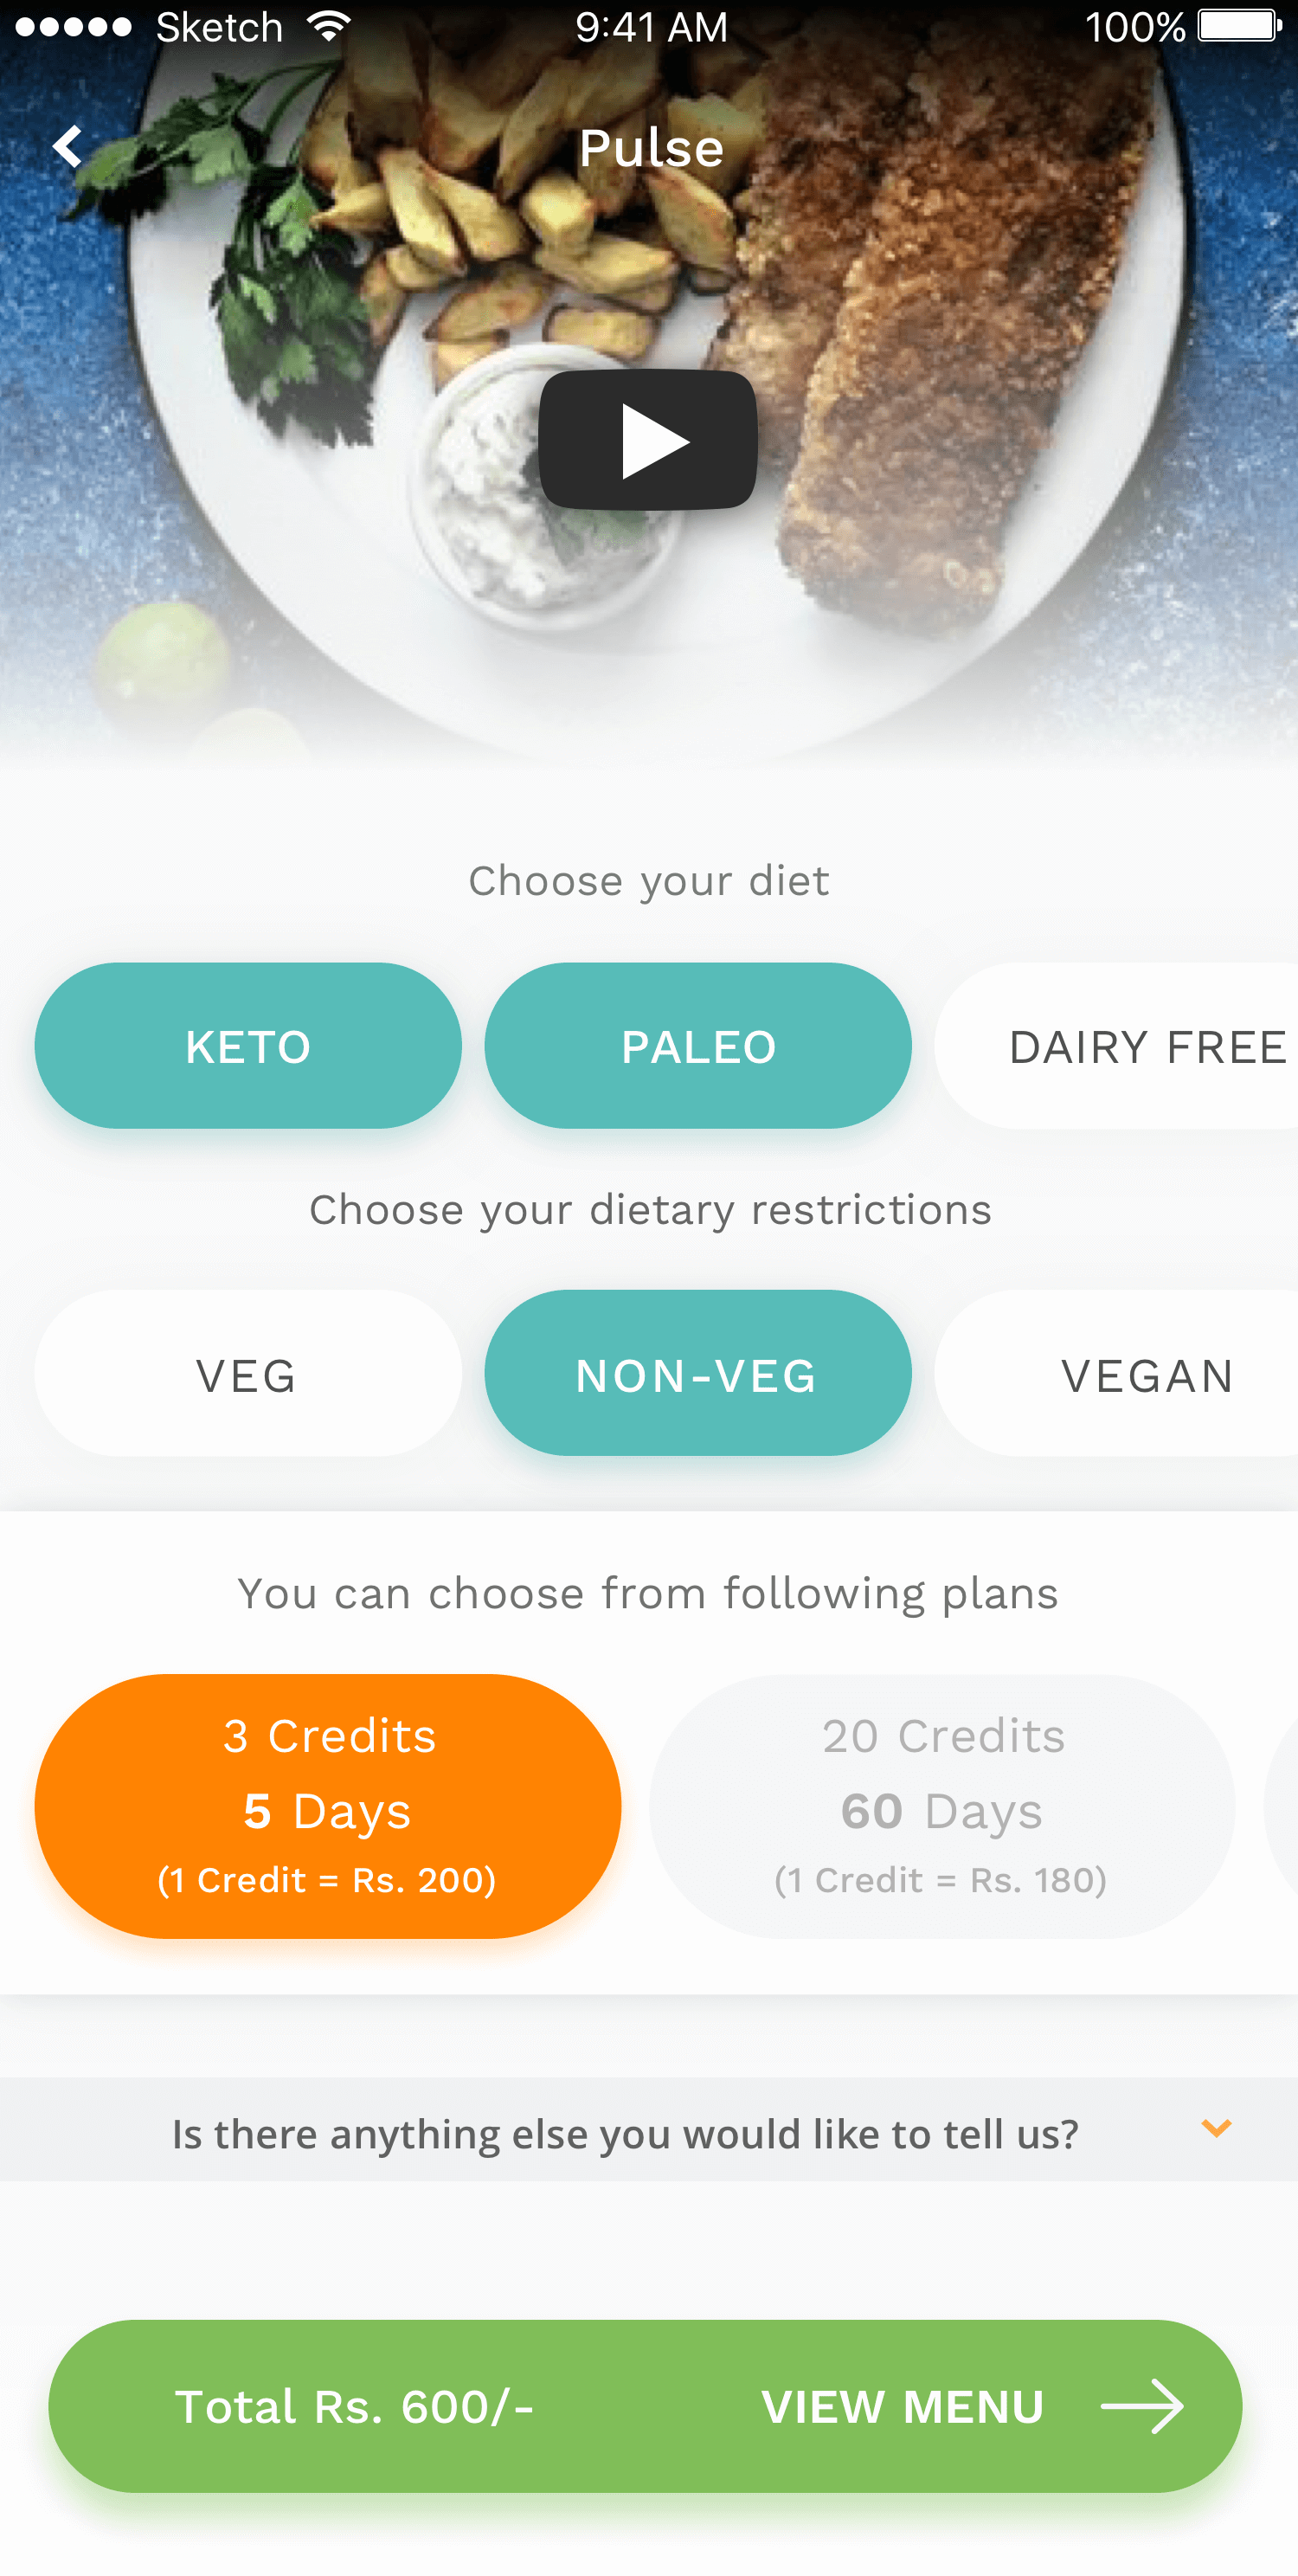 Sketch 9:41 AM 100%
Pulse
Choose your diet
KETO PALEO DAIRY FREE
Choose your dietary restrictions
VEG NON-VEG VEGAN
You can choose from following plans
3 Credits 20 Credits
5 Days 60 Days
(1 Credit = Rs. 200) (1 Credit = Rs. 180)
Is there anything else you would like to tell us?
Total Rs. 600/- VIEW MENU